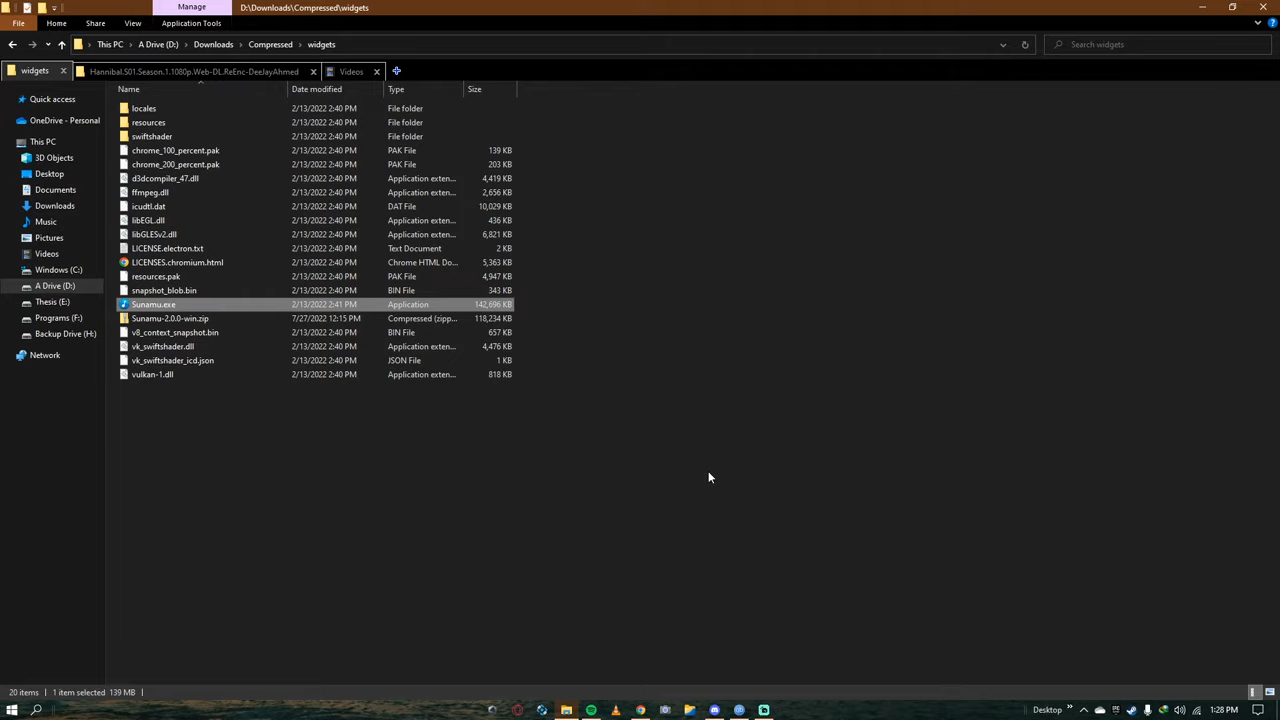 Manage
D:\Downloads\Compressed\widgets
File Home Share View Application Tools
This PC A Drive (D:) Downloads Compressed widgets
Search widgets
widgets Hannibal.S01.Season.1.1080p.Web-DL.ReEnc-DeeJayAhmed Videos
Name Date modified Type Size
Quick access
OneDrive - Personal
This PC
3D Objects
Desktop
Documents
Downloads
Music
Pictures
Videos
Windows (C:)
A Drive (D:)
Thesis (E:)
Programs (F:)
Backup Drive (H:)
Network
locales 2/13/2022 2:40 PM File folder
resources 2/13/2022 2:40 PM File folder
swiftshader 2/13/2022 2:40 PM File folder
chrome_100_percent.pak 2/13/2022 2:40 PM PAK File 139 KB
chrome_200_percent.pak 2/13/2022 2:40 PM PAK File 203 KB
d3dcompiler_47.dll 2/13/2022 2:40 PM Application exten... 4,419 KB
ffmpeg.dll 2/13/2022 2:40 PM Application exten... 2,656 KB
icudtl.dat 2/13/2022 2:40 PM DAT File 10,029 KB
libEGL.dll 2/13/2022 2:40 PM Application exten... 436 KB
libGLESv2.dll 2/13/2022 2:40 PM Application exten... 6,821 KB
LICENSE.electron.txt 2/13/2022 2:40 PM Text Document 2 KB
LICENSES.chromium.html 2/13/2022 2:40 PM Chrome HTML Do... 5,363 KB
resources.pak 2/13/2022 2:40 PM PAK File 4,947 KB
snapshot_blob.bin 2/13/2022 2:40 PM BIN File 343 KB
Sunamu.exe 2/13/2022 2:41 PM Application 142,696 KB
Sunamu-2.0.0-win.zip 7/27/2022 12:15 PM Compressed (zipp... 118,234 KB
v8_context_snapshot.bin 2/13/2022 2:40 PM BIN File 657 KB
vk_swiftshader.dll 2/13/2022 2:40 PM Application exten... 4,476 KB
vk_swiftshader_icd.json 2/13/2022 2:40 PM JSON File 1 KB
vulkan-1.dll 2/13/2022 2:40 PM Application exten... 818 KB
20 items 1 item selected 139 MB
Desktop 1:28 PM